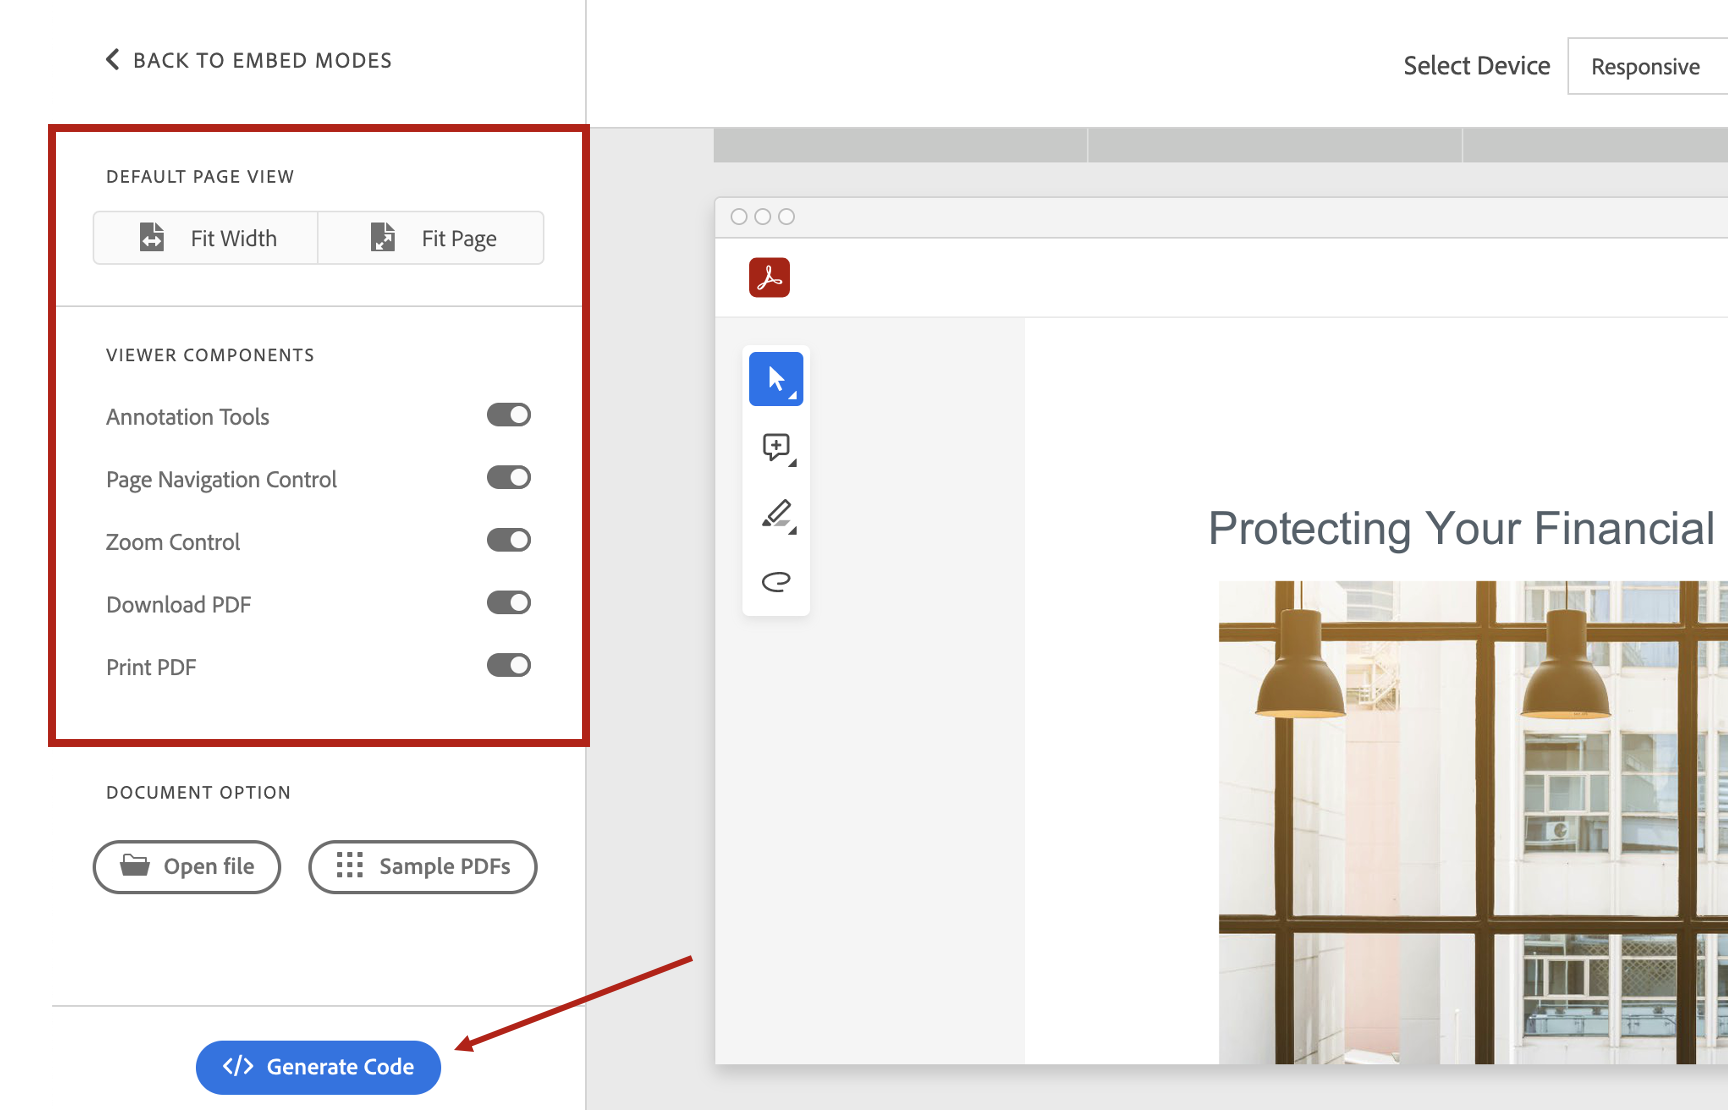 BACK TO EMBED MODES
Select Device
Responsive
DEFAULT PAGE VIEW
Fit Width
Fit Page
VIEWER COMPONENTS
Annotation Tools
Page Navigation Control
Zoom Control
Download PDF
Print PDF
DOCUMENT OPTION
Open file
Sample PDFs
</> Generate Code
Protecting Your Financial